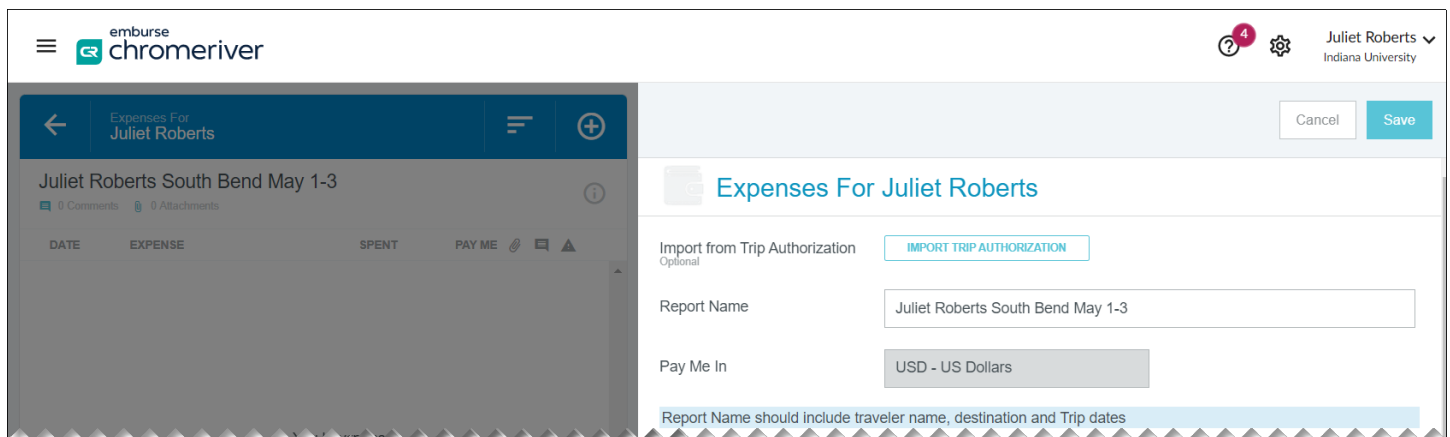 emburse
CR chromeriver
4
Juliet Roberts
Indiana University
Expenses For
Juliet Roberts
Juliet Roberts South Bend May 1-3
0 Comments 0 Attachments
DATE EXPENSE SPENT PAY ME
Cancel Save
Expenses For Juliet Roberts
Import from Trip Authorization IMPORT TRIP AUTHORIZATION
Optional
Report Name Juliet Roberts South Bend May 1-3
Pay Me In USD - US Dollars
Report Name should include traveler name, destination and Trip dates